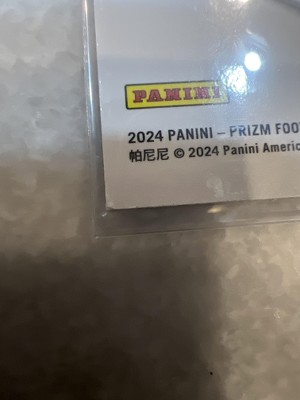 PANINI
2024 PANINI – PRIZM FOOT
帕尼尼 © 2024 Panini Americ